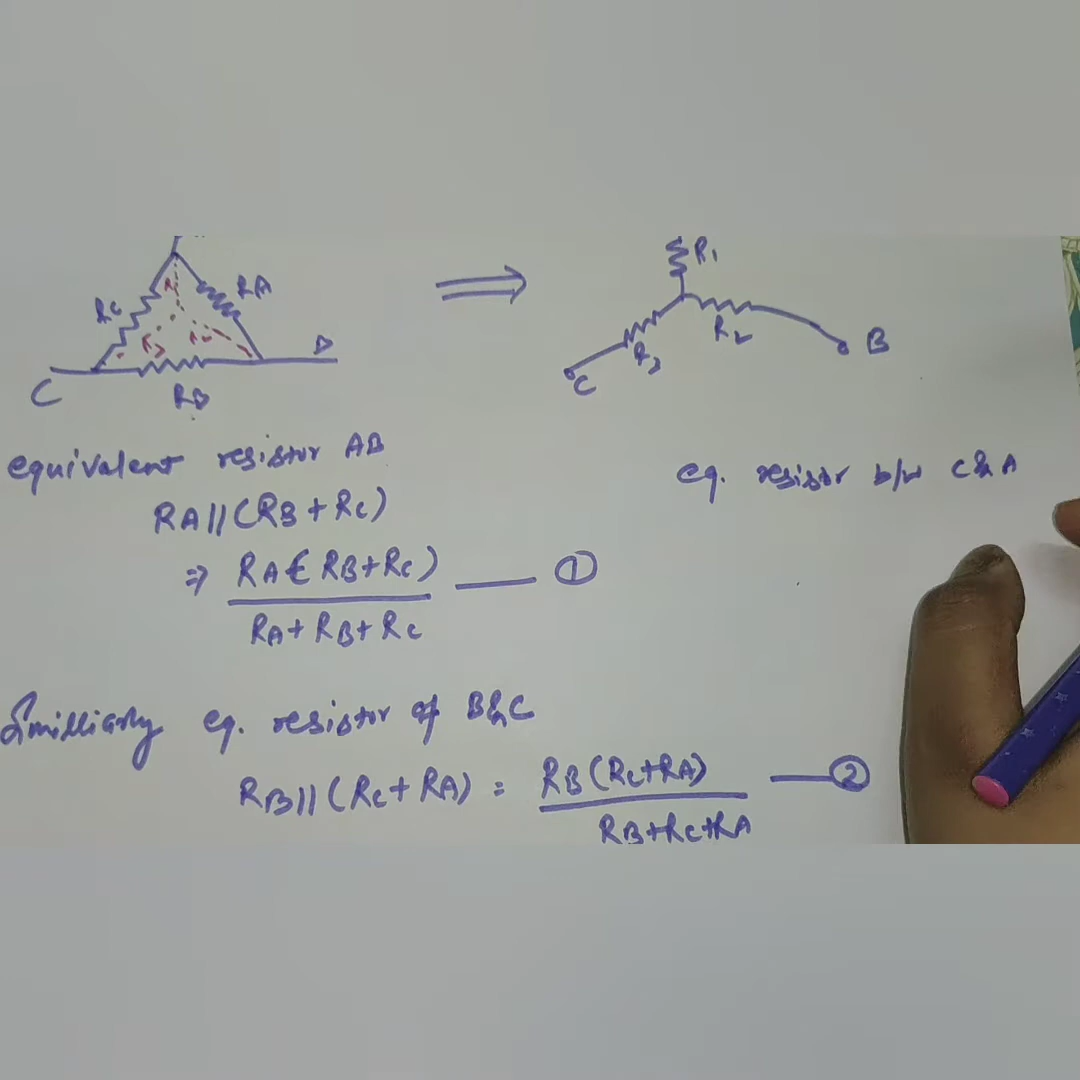 RC RA
C RB B
R1
R2
R3
C B
equivalent resistor AB
RA||(RB+RC)
⇒ RA(RB+RC) / RA+RB+RC —— ①
eq. resistor b/w C&A
Similliarly eq. resistor of B&C
RB||(RC+RA) = RB(RC+RA) / RB+RC+RA —— ②